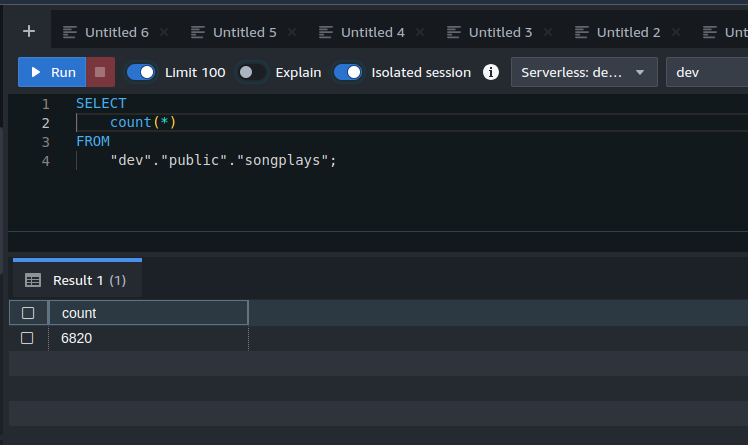 + Untitled 6 × Untitled 5 × Untitled 4 × Untitled 3 × Untitled 2 × Unt
Run Limit 100 Explain Isolated session i Serverless: de... dev
1 SELECT
2 count(*)
3 FROM
4 "dev"."public"."songplays";
Result 1 (1)
count
6820